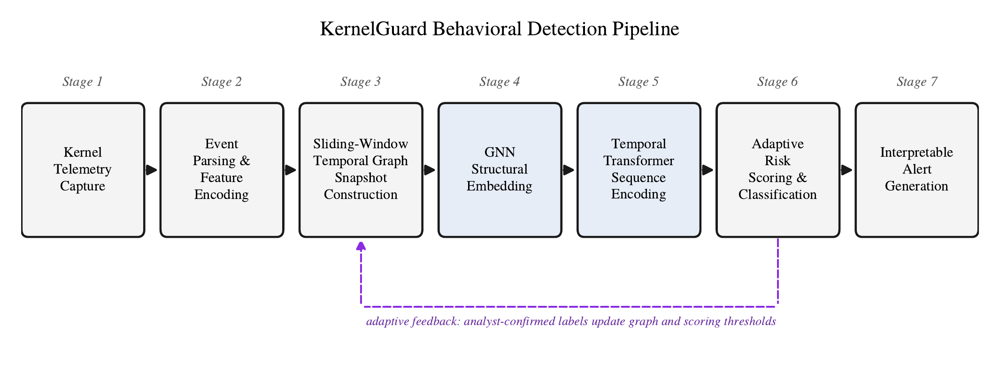 KernelGuard Behavioral Detection Pipeline
Stage 1
Kernel
Telemetry
Capture
Stage 2
Event
Parsing &
Feature
Encoding
Stage 3
Sliding-Window
Temporal Graph
Snapshot
Construction
Stage 4
GNN
Structural
Embedding
Stage 5
Temporal
Transformer
Sequence
Encoding
Stage 6
Adaptive
Risk
Scoring &
Classification
Stage 7
Interpretable
Alert
Generation
adaptive feedback: analyst-confirmed labels update graph and scoring thresholds